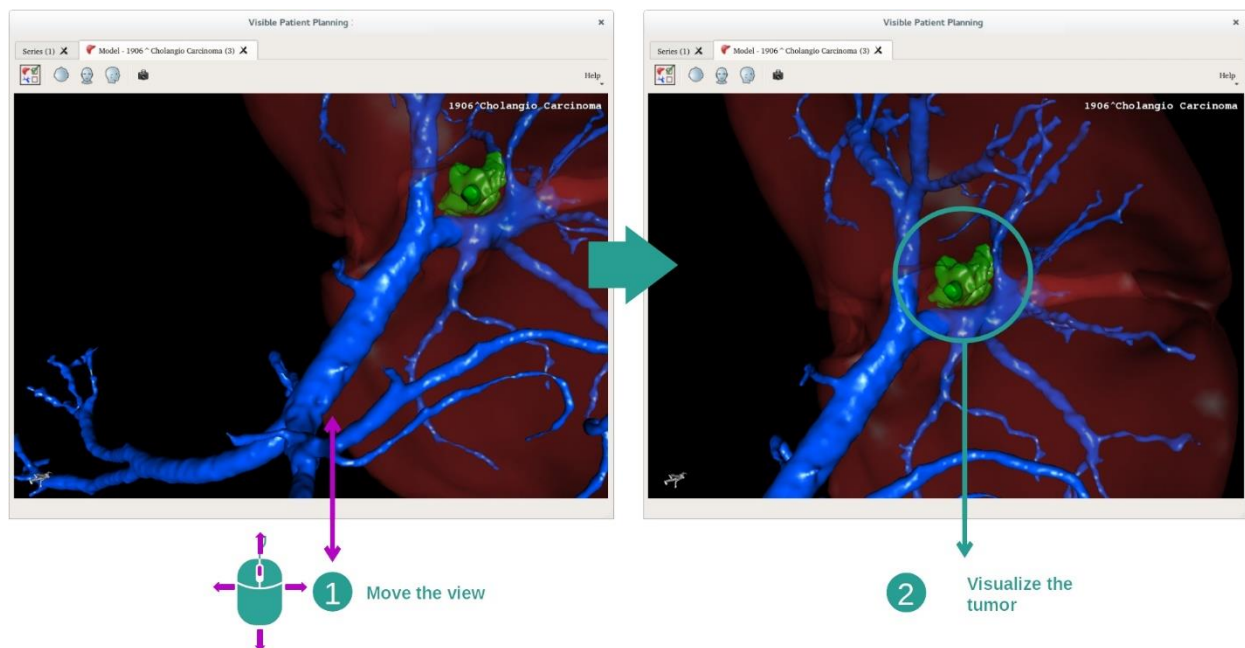 Visible Patient Planning
Series (1) Model - 1906^Cholangio Carcinoma (3)
Help
1906^Cholangio Carcinoma
Visible Patient Planning
Series (1) Model - 1906^Cholangio Carcinoma (3)
Help
1906^Cholangio Carcinoma
1 Move the view
2 Visualize the
tumor